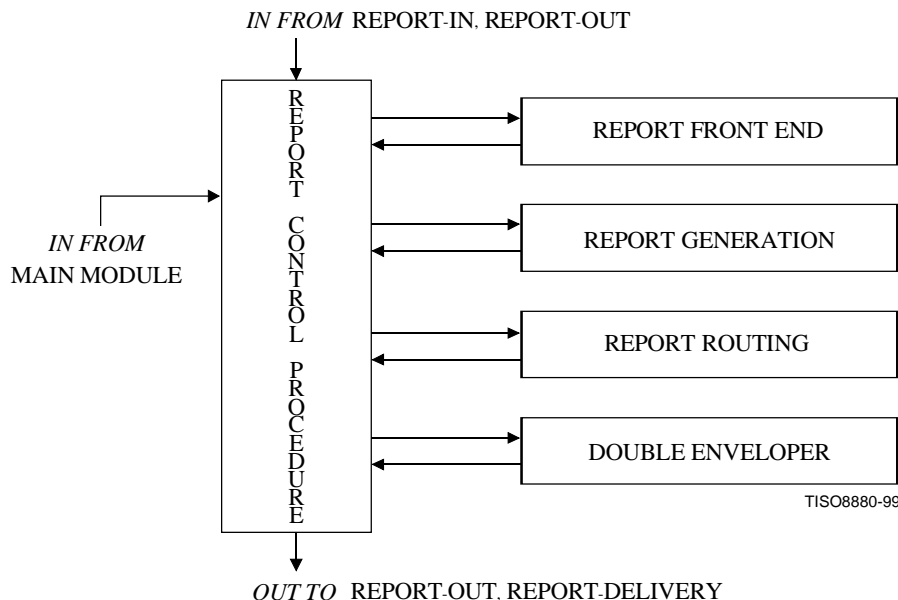 IN FROM REPORT-IN, REPORT-OUT
REPORT CONTROL PROCEDURE
REPORT FRONT END
IN FROM
MAIN MODULE
REPORT GENERATION
REPORT ROUTING
DOUBLE ENVELOPER
TISO8880-99
OUT TO REPORT-OUT, REPORT-DELIVERY